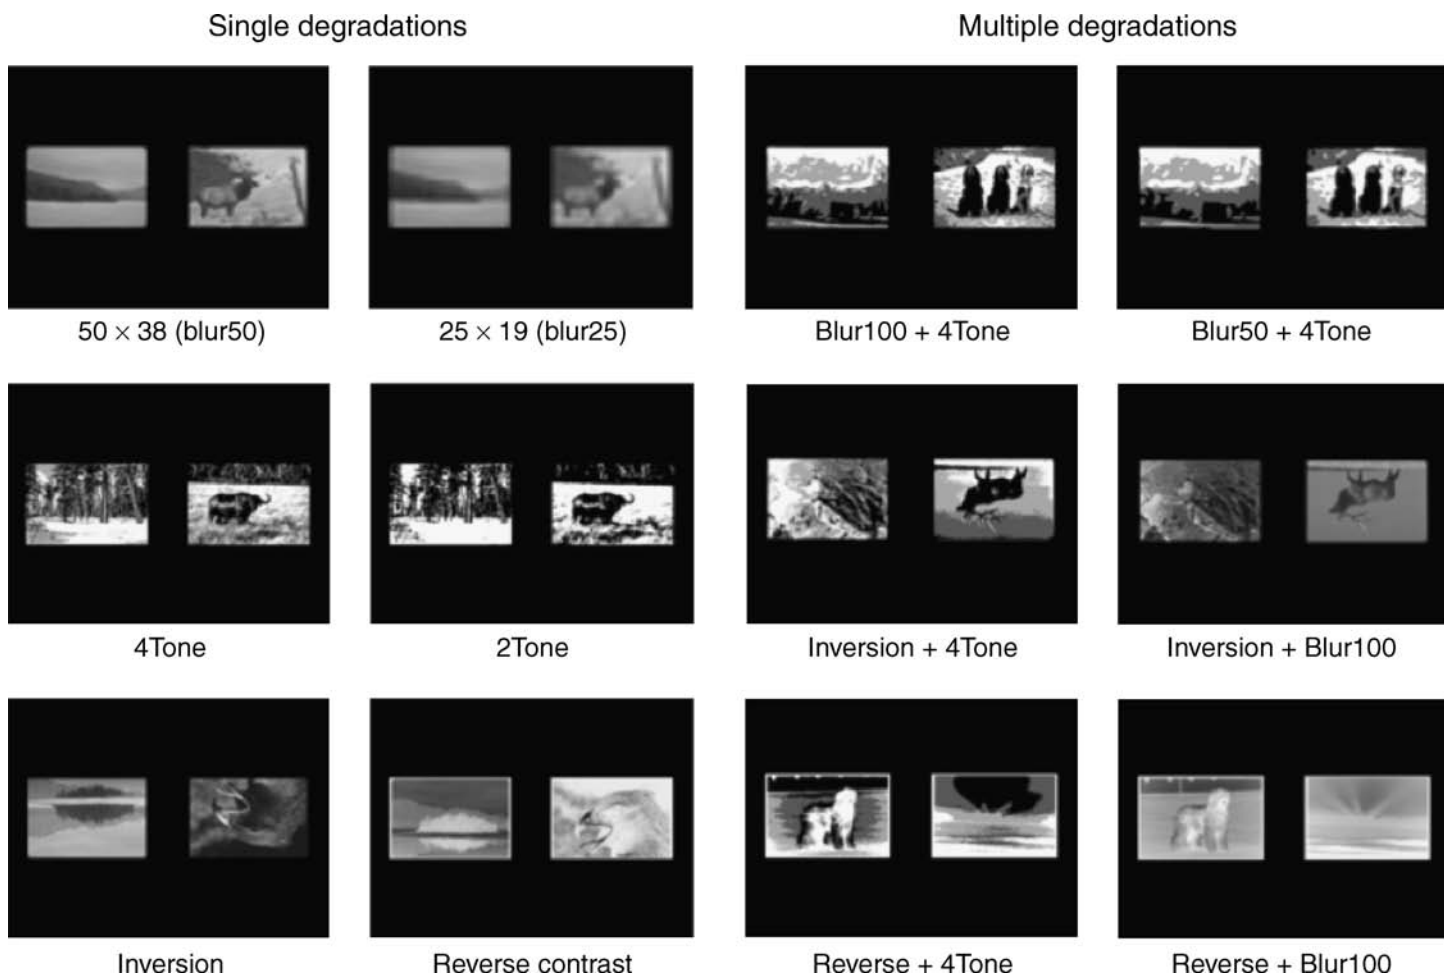 Single degradations
Multiple degradations
50 × 38 (blur50)
25 × 19 (blur25)
Blur100 + 4Tone
Blur50 + 4Tone
4Tone
2Tone
Inversion + 4Tone
Inversion + Blur100
Inversion
Reverse contrast
Reverse + 4Tone
Reverse + Blur100